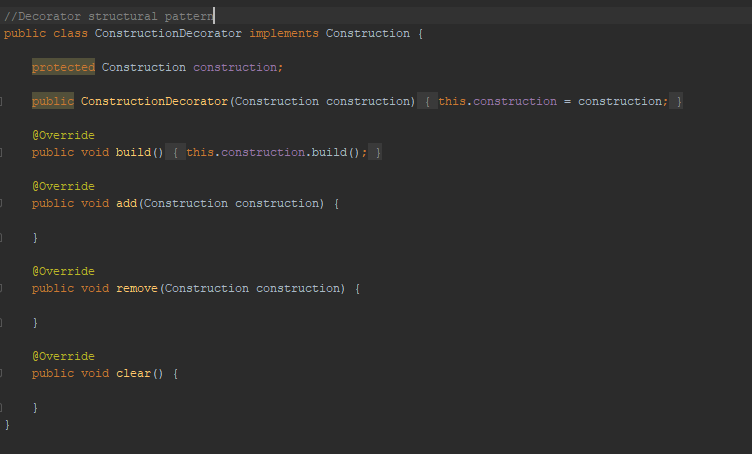 //Decorator structural pattern
public class ConstructionDecorator implements Construction {
protected Construction construction;
public ConstructionDecorator(Construction construction) { this.construction = construction; }
@Override
public void build() { this.construction.build(); }
@Override
public void add(Construction construction) {
}
@Override
public void remove(Construction construction) {
}
@Override
public void clear() {
}
}